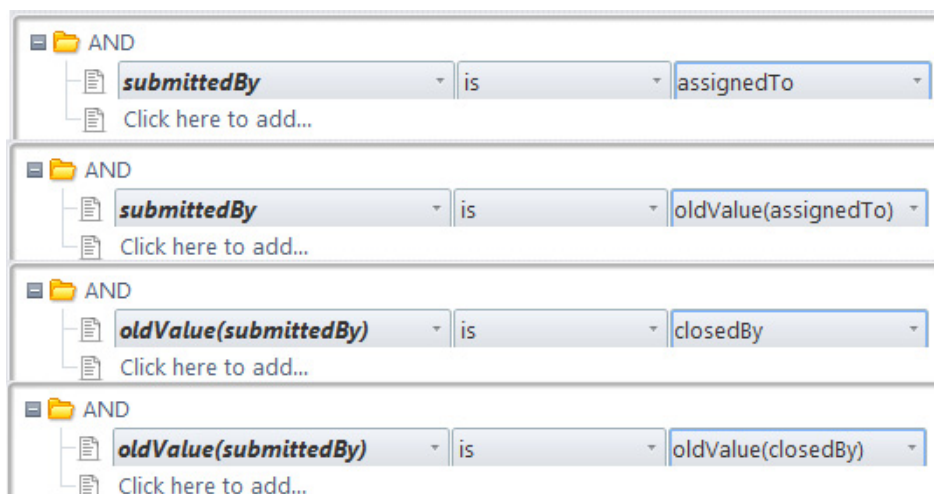 AND
submittedBy is assignedTo
Click here to add...
AND
submittedBy is oldValue(assignedTo)
Click here to add...
AND
oldValue(submittedBy) is closedBy
Click here to add...
AND
oldValue(submittedBy) is oldValue(closedBy)
Click here to add...